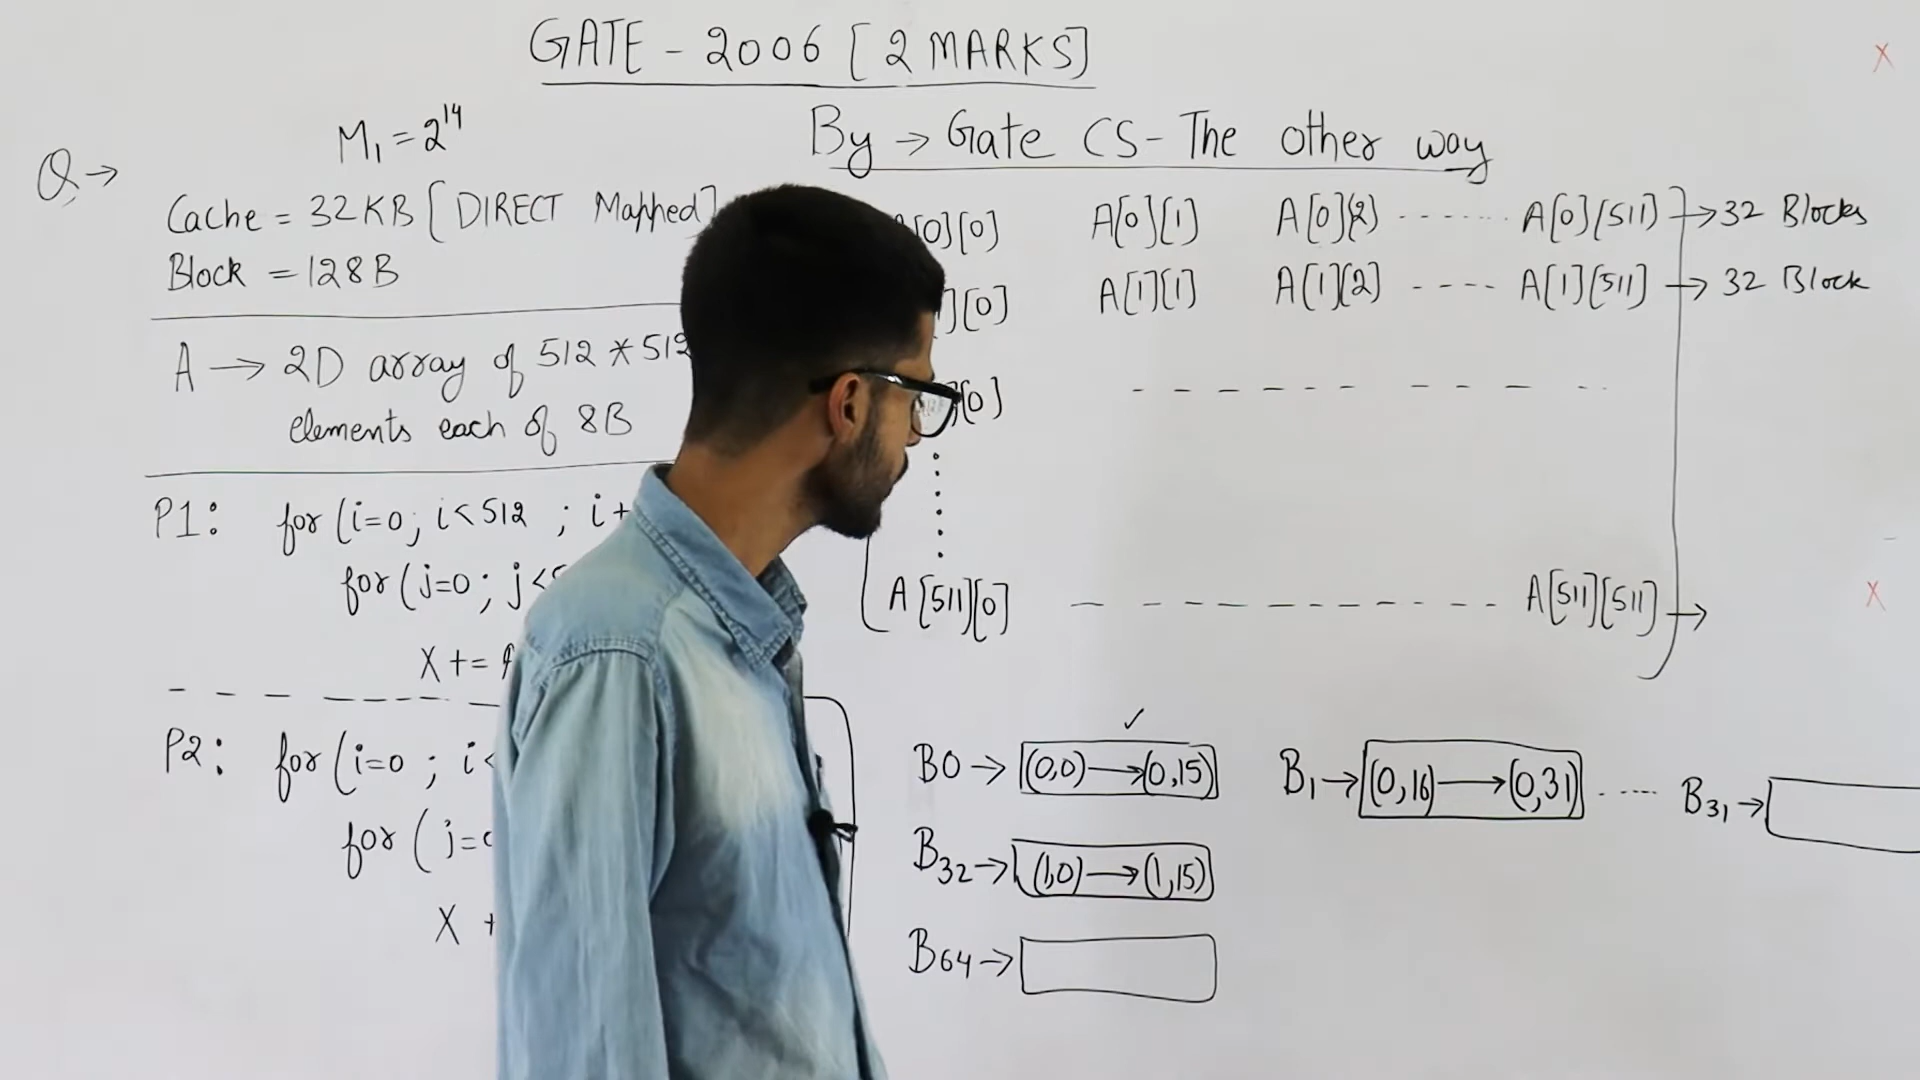 GATE - 2006 [2 MARKS]
By → Gate CS - The other way
M1 = 2^14
Q →
Cache = 32 KB [DIRECT Mapped]
Block = 128B
A → 2D array of 512 * 512
elements each of 8B
P1: for (i=0; i<512 ; i+
for (j=0 ; j<
X +=
P2: for (i=0 ; i<
for ( j=
X +
[0][0] A[0][1] A[0][2] ------- A[0][511] → 32 Blocks
][0] A[1][1] A[1][2] ---- A[1][511] → 32 Block
][0] - - - - - - - - - -
A[511][0] - - - - - - - - - A[511][511] →
✓
B0 → (0,0) → (0,15) B1 → (0,16) → (0,31) ---- B31 →
B32 → (1,0) → (1,15)
B64 →
X
X